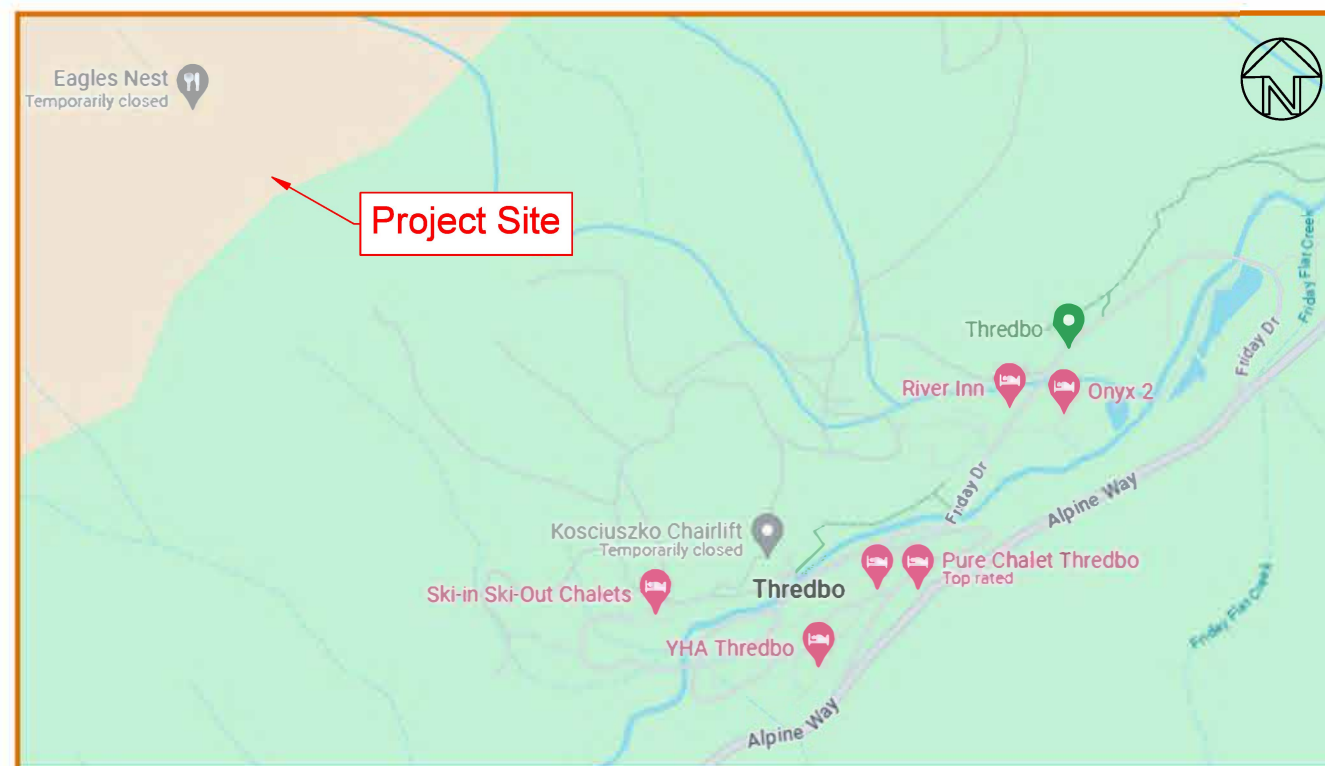 Eagles Nest
Temporarily closed
N
Project Site
Friday Flat Creek
Thredbo
Friday Dr
River Inn
Onyx 2
Friday Dr
Alpine Way
Kosciuszko Chairlift
Temporarily closed
Pure Chalet Thredbo
Top rated
Thredbo
Ski-in Ski-Out Chalets
Friday Flat Creek
YHA Thredbo
Alpine Way